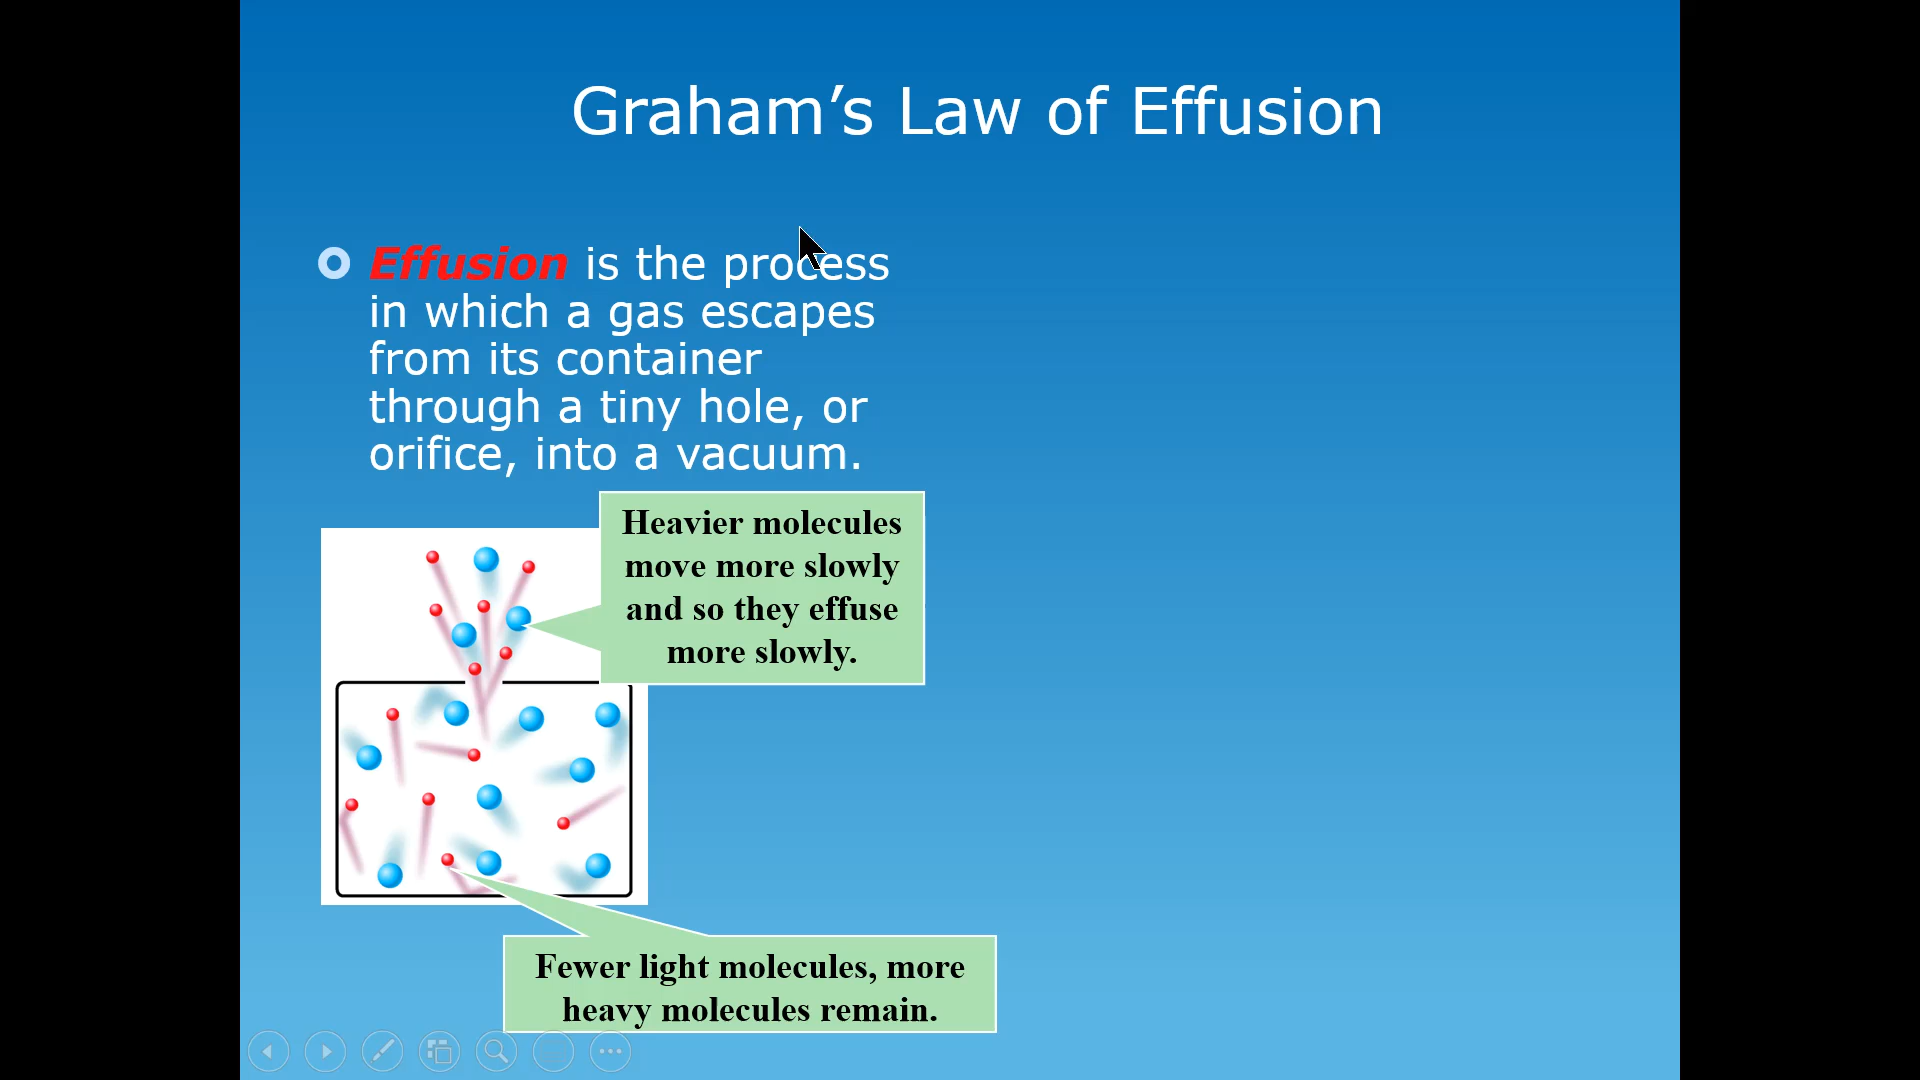 Graham’s Law of Effusion
Effusion is the process
in which a gas escapes
from its container
through a tiny hole, or
orifice, into a vacuum.
Heavier molecules
move more slowly
and so they effuse
more slowly.
Fewer light molecules, more
heavy molecules remain.